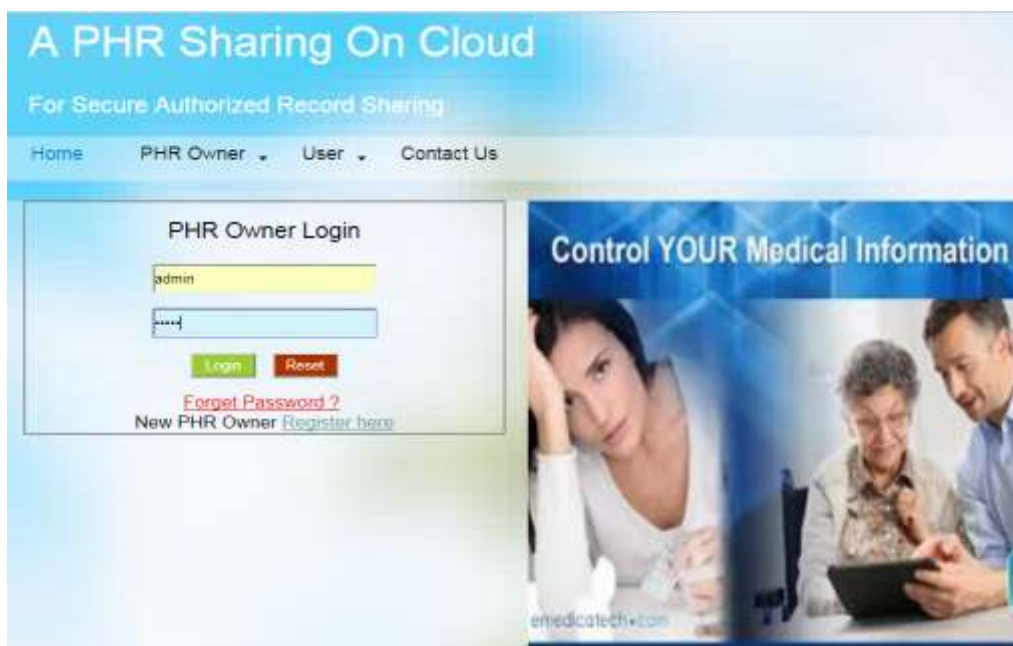 A PHR Sharing On Cloud
For Secure Authorized Record Sharing
Home PHR Owner User Contact Us
PHR Owner Login
admin
•••••
Login Reset
Forget Password ?
New PHR Owner Register here
Control YOUR Medical Information
emedicatech.com